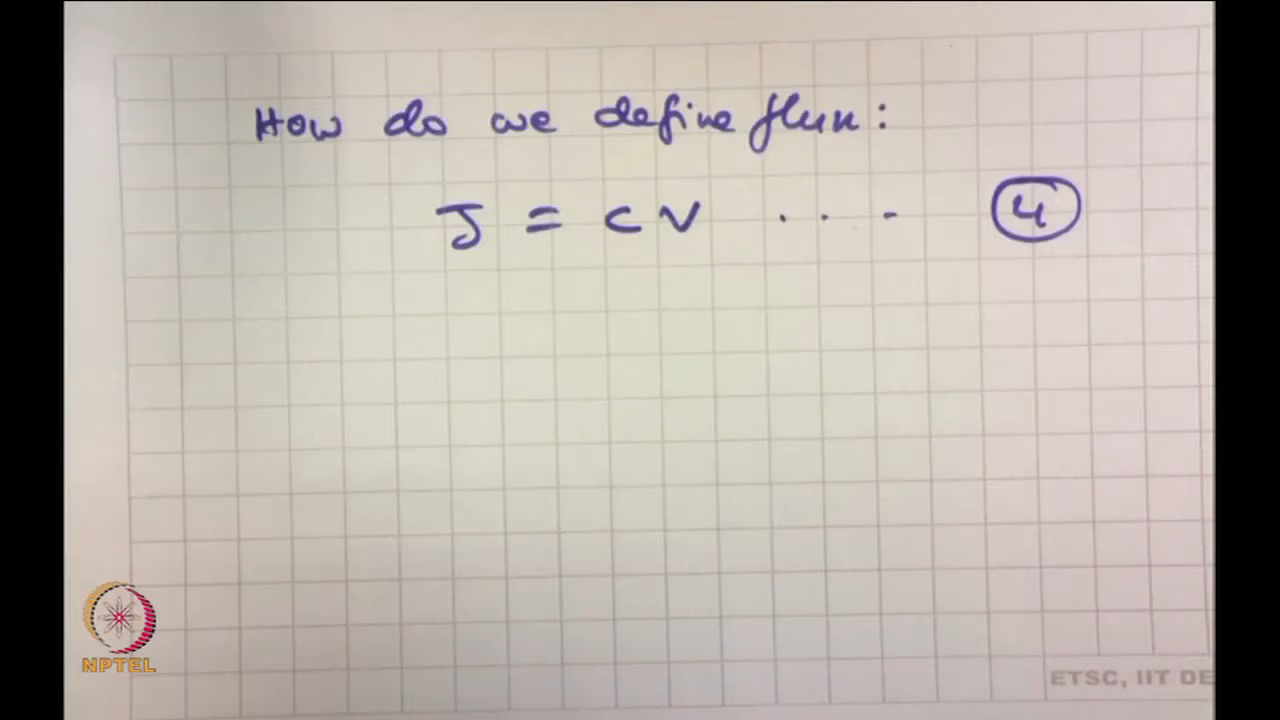 How do we define flux:
J = CV ... 4
NPTEL
ETSC, IIT DE